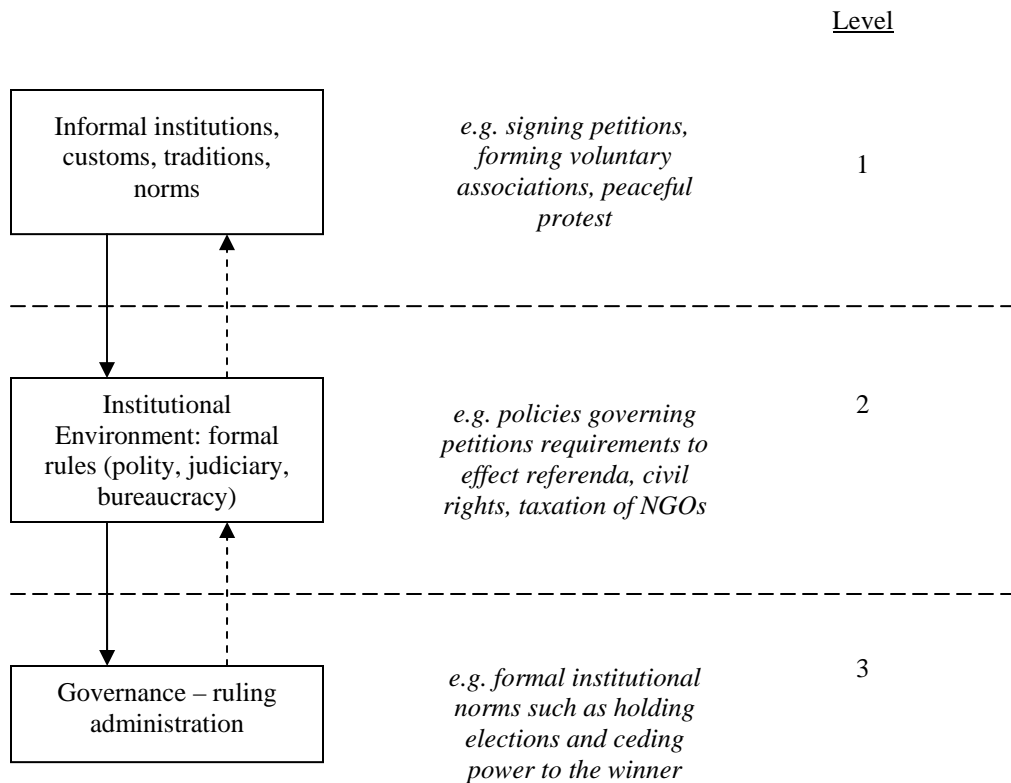 Level
Informal institutions,
customs, traditions,
norms
e.g. signing petitions,
forming voluntary
associations, peaceful
protest
1
Institutional
Environment: formal
rules (polity, judiciary,
bureaucracy)
e.g. policies governing
petitions requirements to
effect referenda, civil
rights, taxation of NGOs
2
Governance – ruling
administration
e.g. formal institutional
norms such as holding
elections and ceding
power to the winner
3